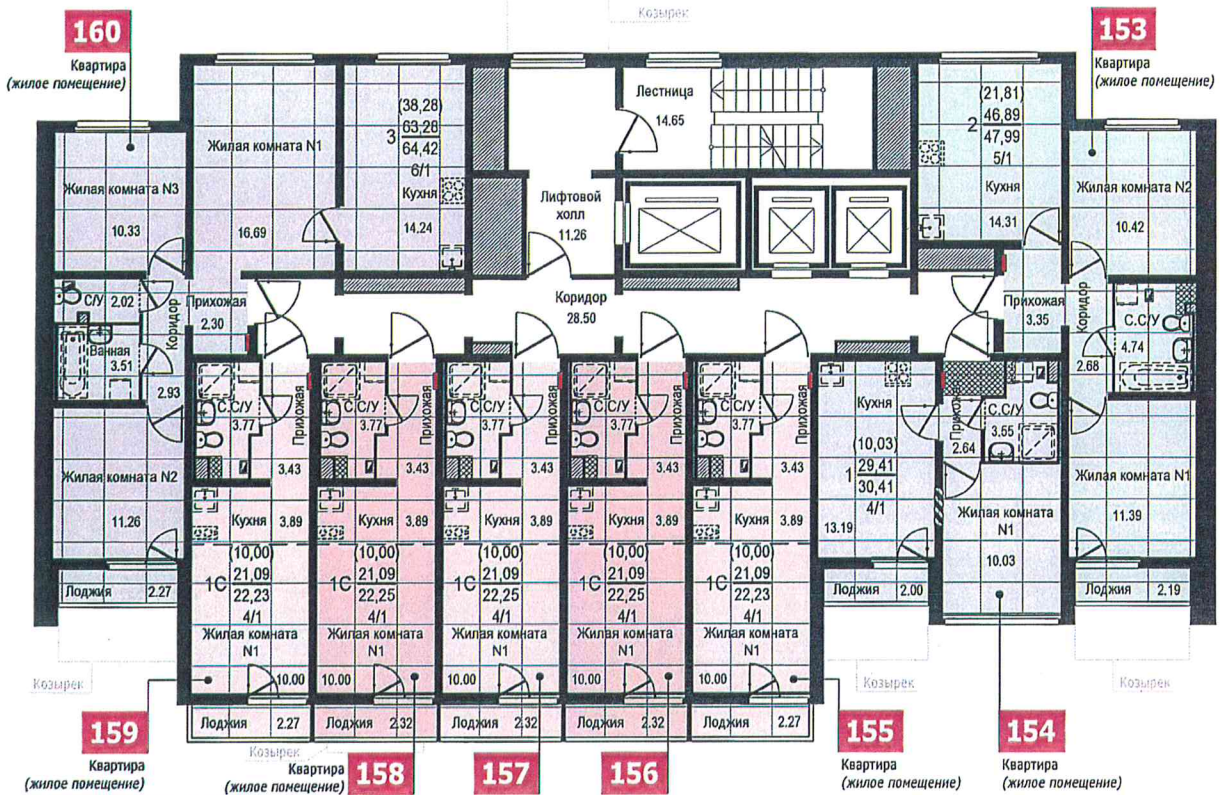 Козырек
160
Квартира
(жилое помещение)
153
Квартира
(жилое помещение)
Жилая комната N3
10.33
Жилая комната N1
16.69
3
(38,28)
63,28
64,42
6/1
Кухня
14.24
Лестница
14.65
Лифтовой
холл
11.26
2
(21,81)
46,89
47,99
5/1
Кухня
14.31
Жилая комната N2
10.42
С/У 2.02
Коридор
2.93
Прихожая
2.30
Ванная
3.51
Коридор
28.50
Прихожая
3.35
Коридор
2.68
С.С/У
4.74
Жилая комната N2
11.26
Лоджия 2.27
С.С/У
3.77
Прихожая
3.43
Кухня 3.89
1С
(10,00)
21,09
22,23
4/1
Жилая комната
N1
10.00
Лоджия 2.27
С.С/У
3.77
Прихожая
3.43
Кухня 3.89
1С
(10,00)
21,09
22,25
4/1
Жилая комната
N1
10.00
Лоджия 2.32
С.С/У
3.77
Прихожая
3.43
Кухня 3.89
1С
(10,00)
21,09
22,25
4/1
Жилая комната
N1
10.00
Лоджия 2.32
С.С/У
3.77
Прихожая
3.43
Кухня 3.89
1С
(10,00)
21,09
22,25
4/1
Жилая комната
N1
10.00
Лоджия 2.32
С.С/У
3.77
Прихожая
3.43
Кухня 3.89
1С
(10,00)
21,09
22,23
4/1
Жилая комната
N1
10.00
Лоджия 2.27
Кухня
1
(10,03)
29,41
30,41
4/1
13.19
Лоджия 2.00
Прихожая
2.64
С.С/У
3.55
Жилая комната
N1
10.03
Жилая комната N1
11.39
Лоджия 2.19
Козырек
Козырек
Козырек
Козырек
159
Квартира
(жилое помещение)
Квартира
(жилое помещение)
158
157
156
155
Квартира
(жилое помещение)
154
Квартира
(жилое помещение)